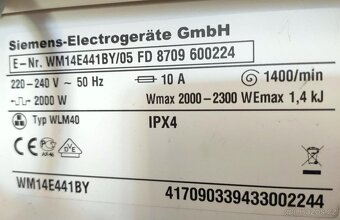 Siemens-Electrogeräte GmbH
E-Nr. WM14E441BY/05 FD 8709 600224
220-240 V ~ 50 Hz 10 A 1400/min
2000 W Wmax 2000-2300 WEmax 1,4 kJ
Typ WLM40 IPX4
WM14E441BY 417090339433002244